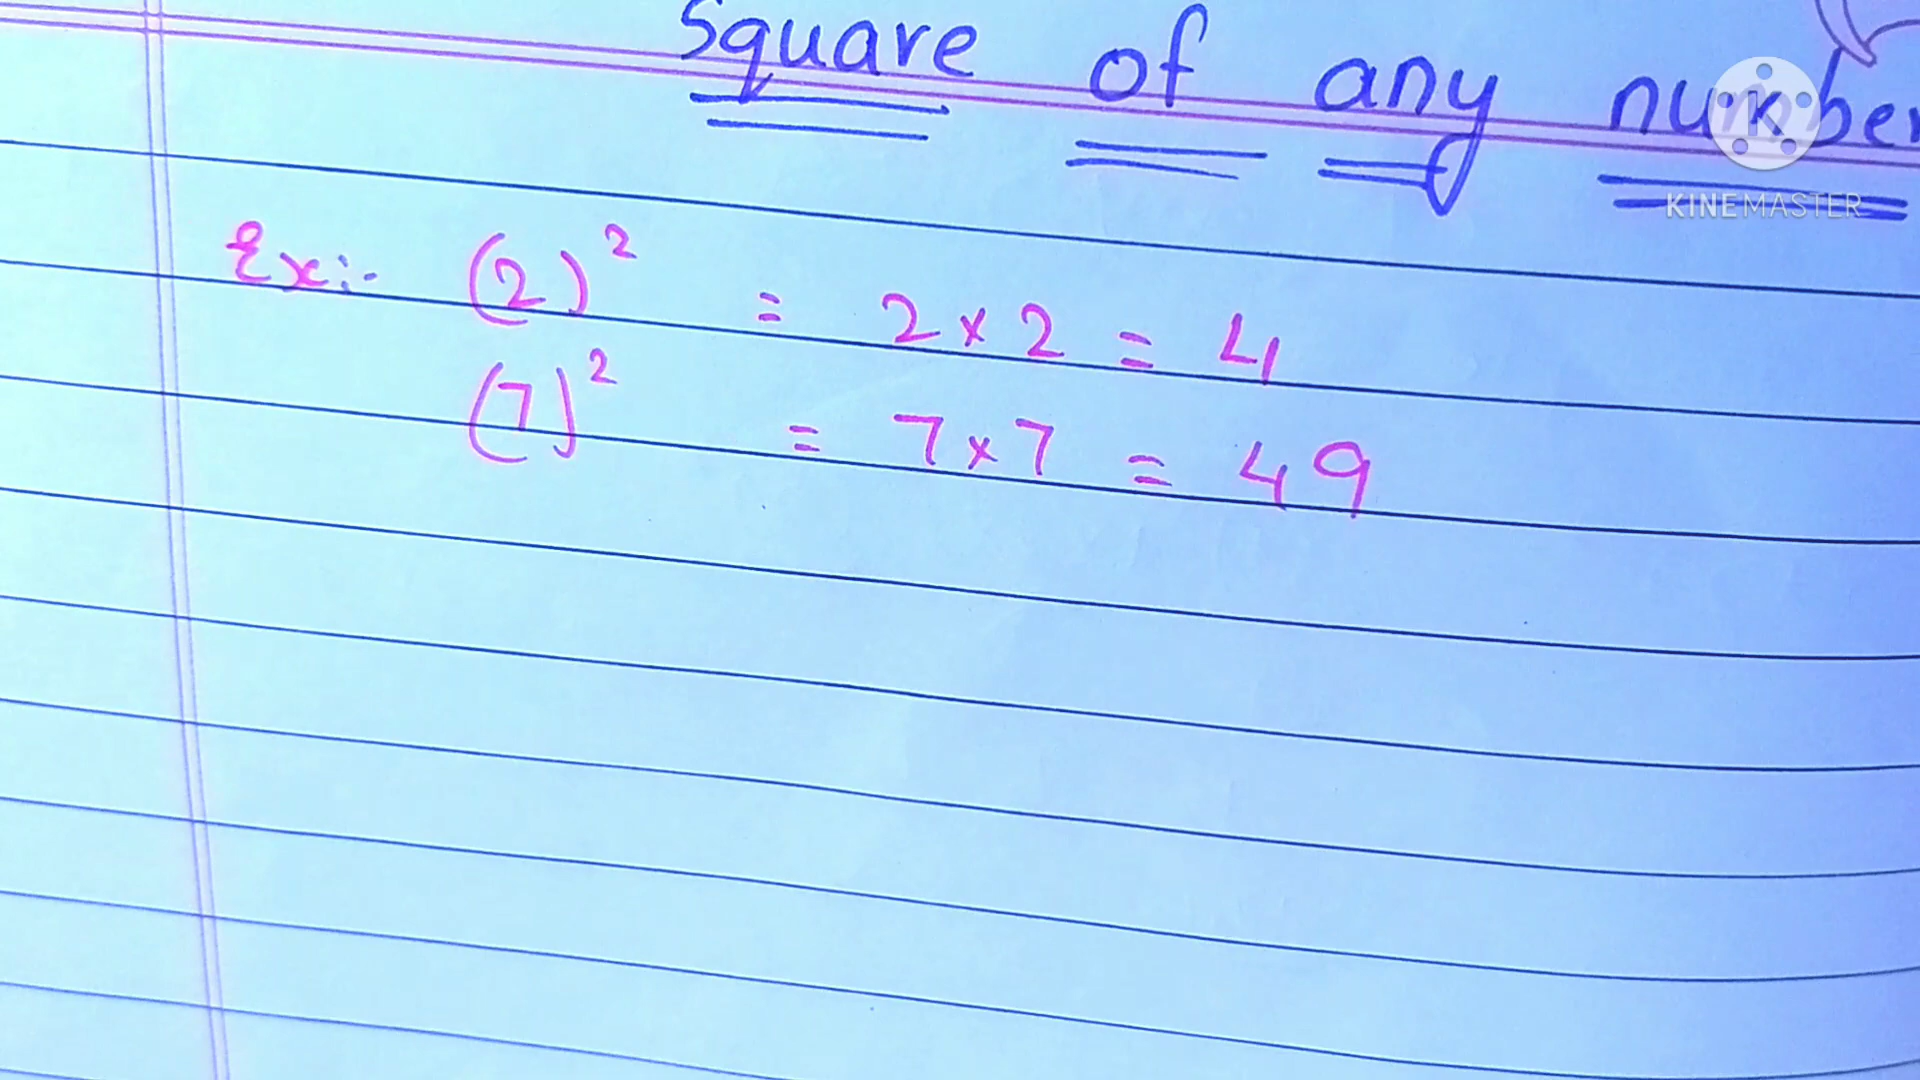 Square of any number
Ex:- (2)² = 2 × 2 = 4
(7)² = 7 × 7 = 49
K
KINEMASTER